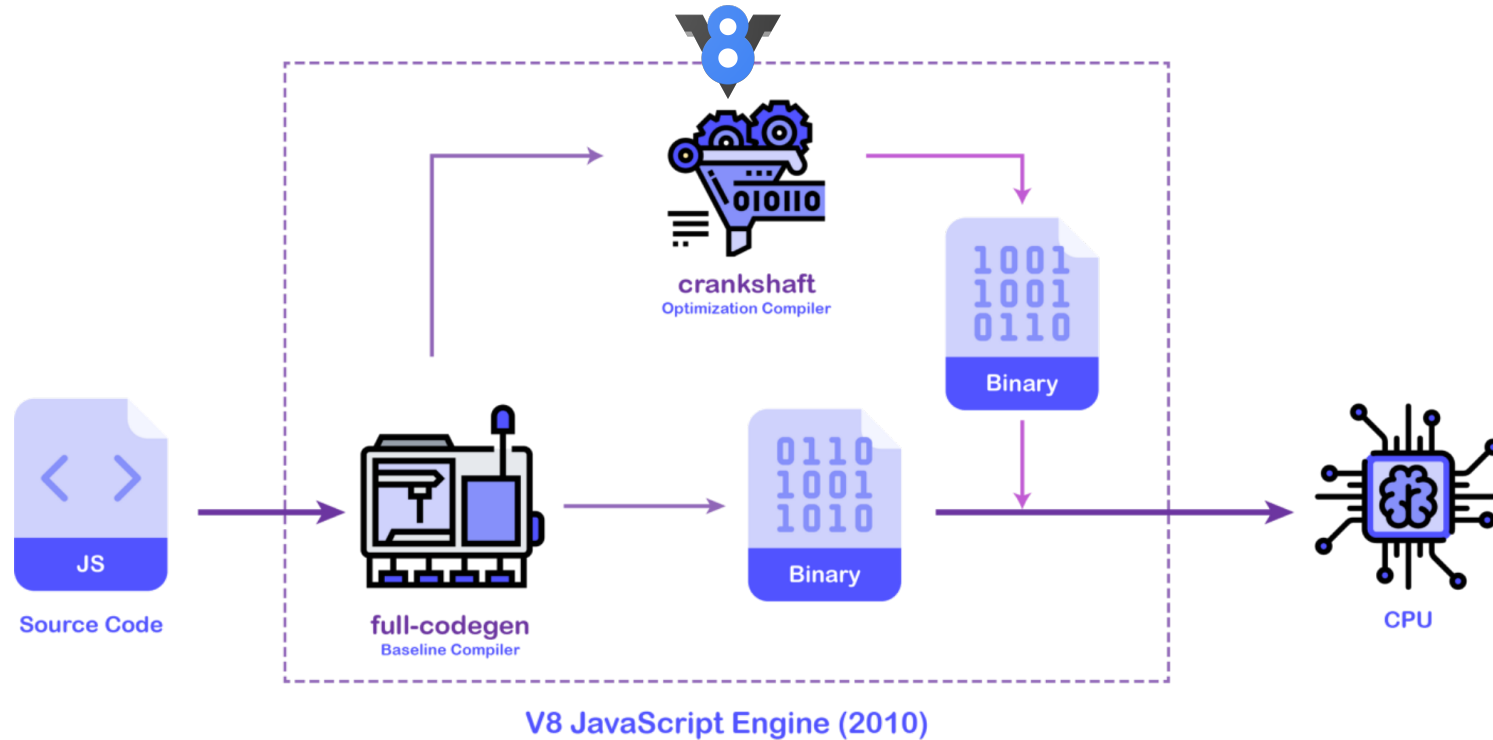 8
010110
crankshaft
Optimization Compiler
1001
1001
0110
Binary
JS
Source Code
full-codegen
Baseline Compiler
0110
1001
1010
Binary
CPU
V8 JavaScript Engine (2010)